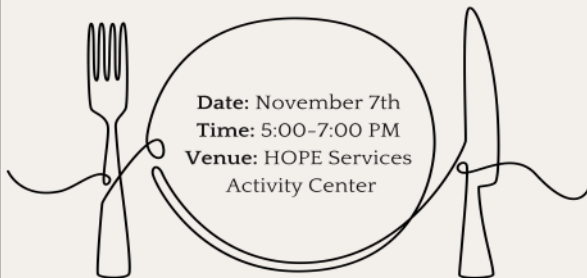 Date: November 7th
Time: 5:00-7:00 PM
Venue: HOPE Services
Activity Center